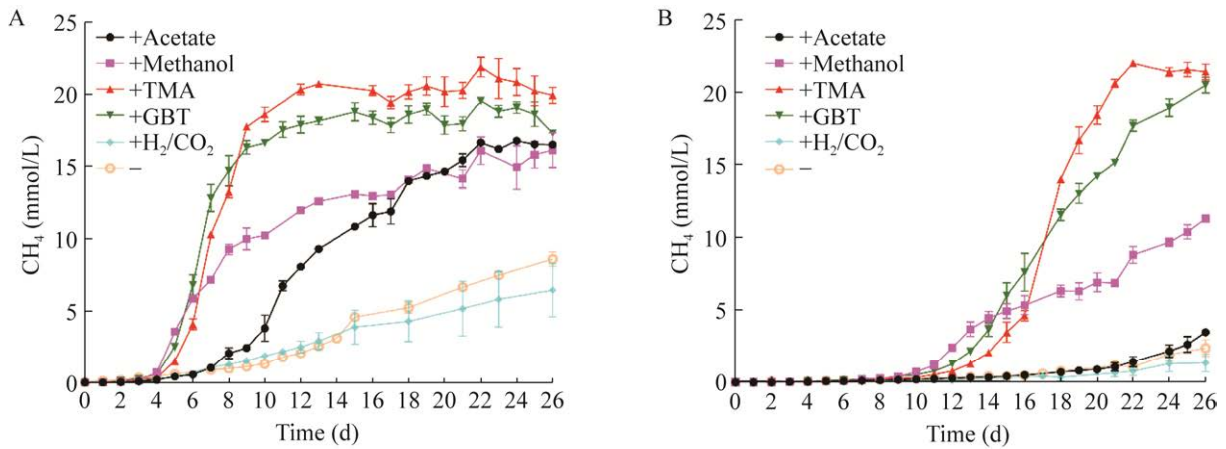 A
25
20
15
10
5
0
CH₄ (mmol/L)
+Acetate
+Methanol
+TMA
+GBT
+H₂/CO₂
–
0 2 4 6 8 10 12 14 16 18 20 22 24 26
Time (d)
B
25
20
15
10
5
0
CH₄ (mmol/L)
+Acetate
+Methanol
+TMA
+GBT
+H₂/CO₂
–
0 2 4 6 8 10 12 14 16 18 20 22 24 26
Time (d)